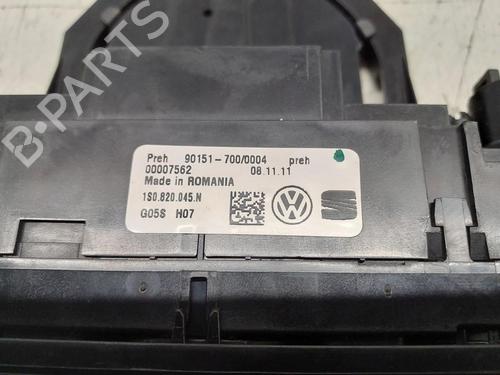 Preh 90151-700/0004 preh
00007562 08.11.11
Made in ROMANIA
1S0.820.045.N
G05S H07
B-PARTS